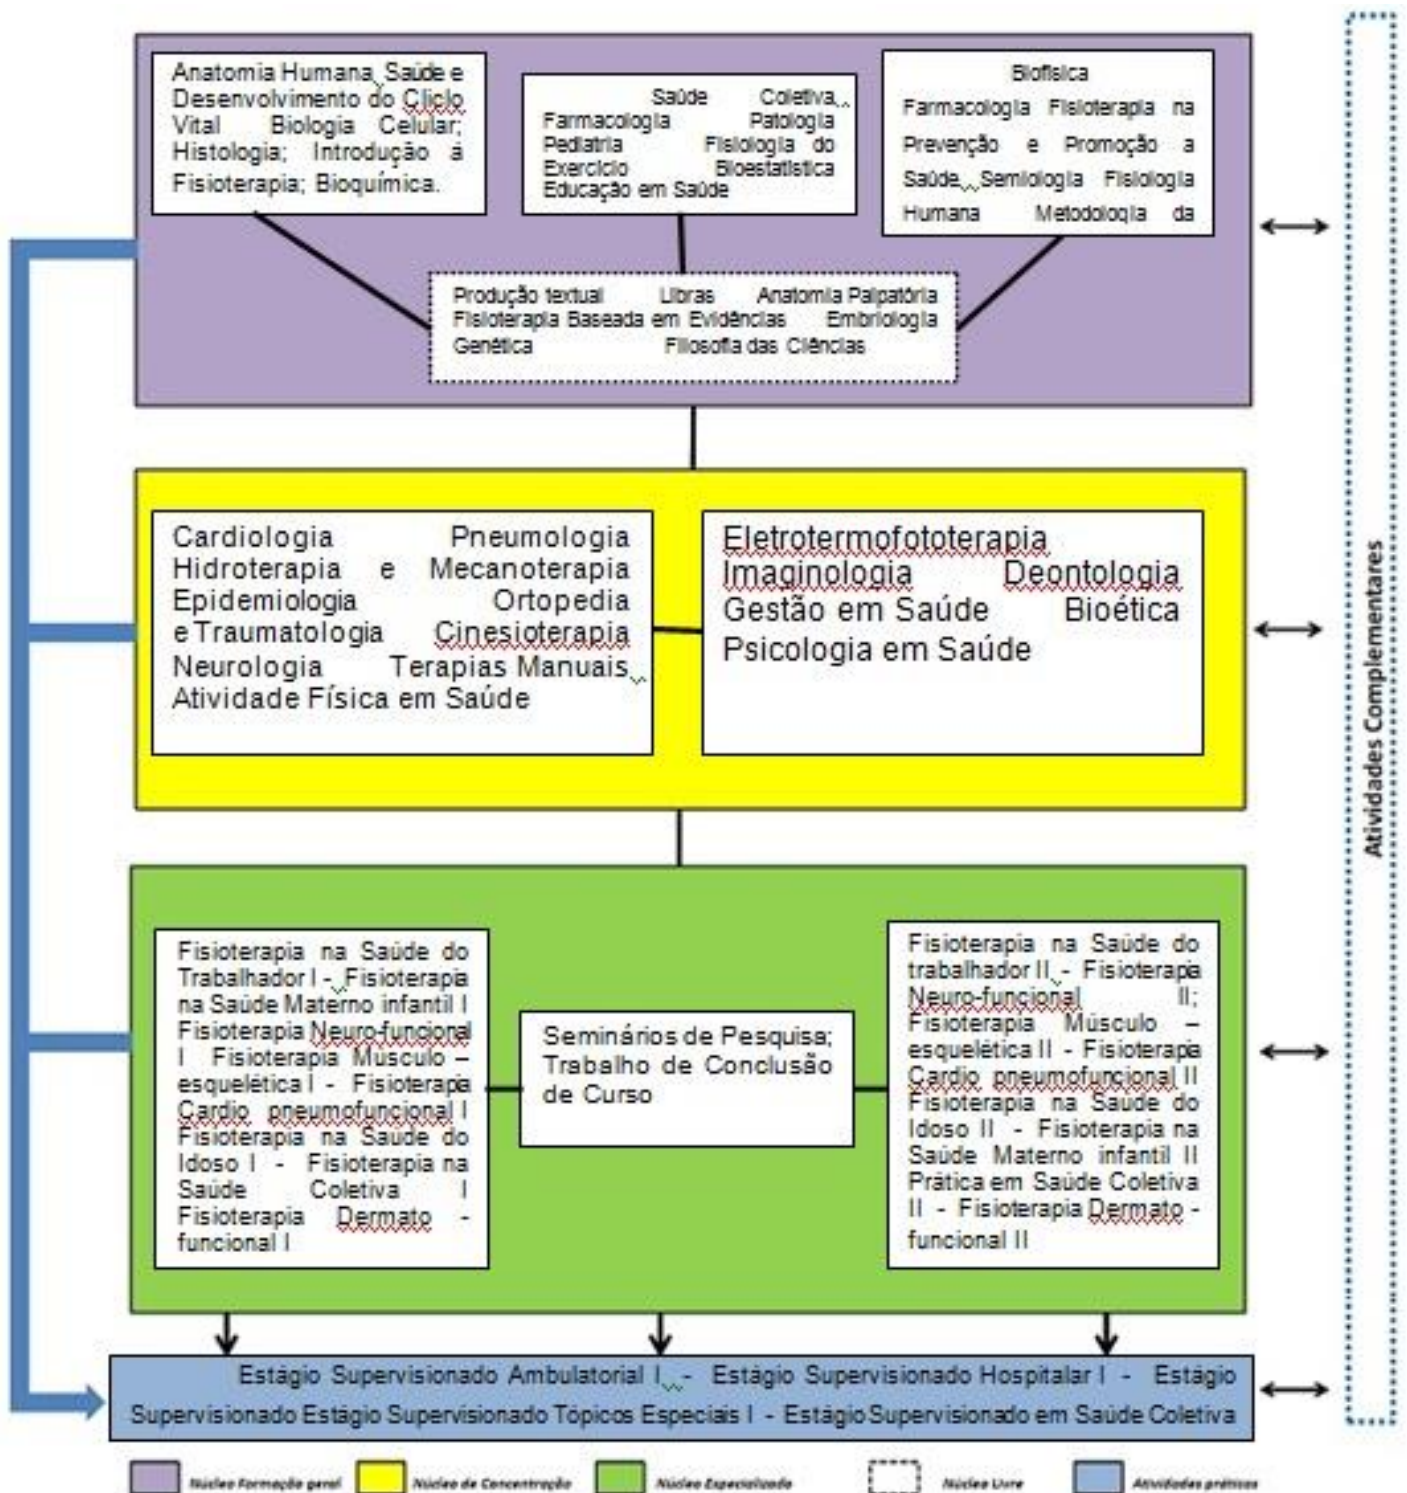 Anatomia Humana Saúde e
Desenvolvimento do Cliclo
Vital Biologia Celular;
Histologia; Introdução á
Fisioterapia; Bioquímica.
Saúde Coletiva
Farmacologia Patologia
Pediatria Fisiologia do
Exercício Bioestatística
Educação em Saúde
Biofísica
Farmacologia Fisioterapia na
Prevenção e Promoção a
Saúde Semiologia Fisiologia
Humana Metodologia da
Produção textual Libras Anatomia Palpatória
Fisioterapia Baseada em Evidências Embriologia
Genética Filosofia das Ciências
Cardiologia Pneumologia
Hidroterapia e Mecanoterapia
Epidemiologia Ortopedia
e Traumatologia Cinesioterapia
Neurologia Terapias Manuais
Atividade Física em Saúde
Eletrotermofototerapia
Imaginologia Deontologia
Gestão em Saúde Bioética
Psicologia em Saúde
Fisioterapia na Saúde do
Trabalhador I - Fisioterapia
na Saúde Materno infantil I
Fisioterapia Neuro-funcional
I Fisioterapia Músculo –
esquelética I - Fisioterapia
Cardio pneumofuncional I
Fisioterapia na Saúde do
Idoso I - Fisioterapia na
Saúde Coletiva I
Fisioterapia Dermato -
funcional I
Seminários de Pesquisa;
Trabalho de Conclusão
de Curso
Fisioterapia na Saúde do
trabalhador II - Fisioterapia
Neuro-funcional II;
Fisioterapia Músculo –
esquelética II - Fisioterapia
Cardio pneumofuncional II
Fisioterapia na Saúde do
Idoso II - Fisioterapia na
Saúde Materno infantil II
Prática em Saúde Coletiva
II - Fisioterapia Dermato -
funcional II
Estágio Supervisionado Ambulatorial I - Estágio Supervisionado Hospitalar I - Estágio
Supervisionado Estágio Supervisionado Tópicos Especiais I - Estágio Supervisionado em Saúde Coletiva
Atividades Complementares
Núcleo Formação geral Núcleo de Concentração Núcleo Especializado Núcleo Livre Atividades práticas